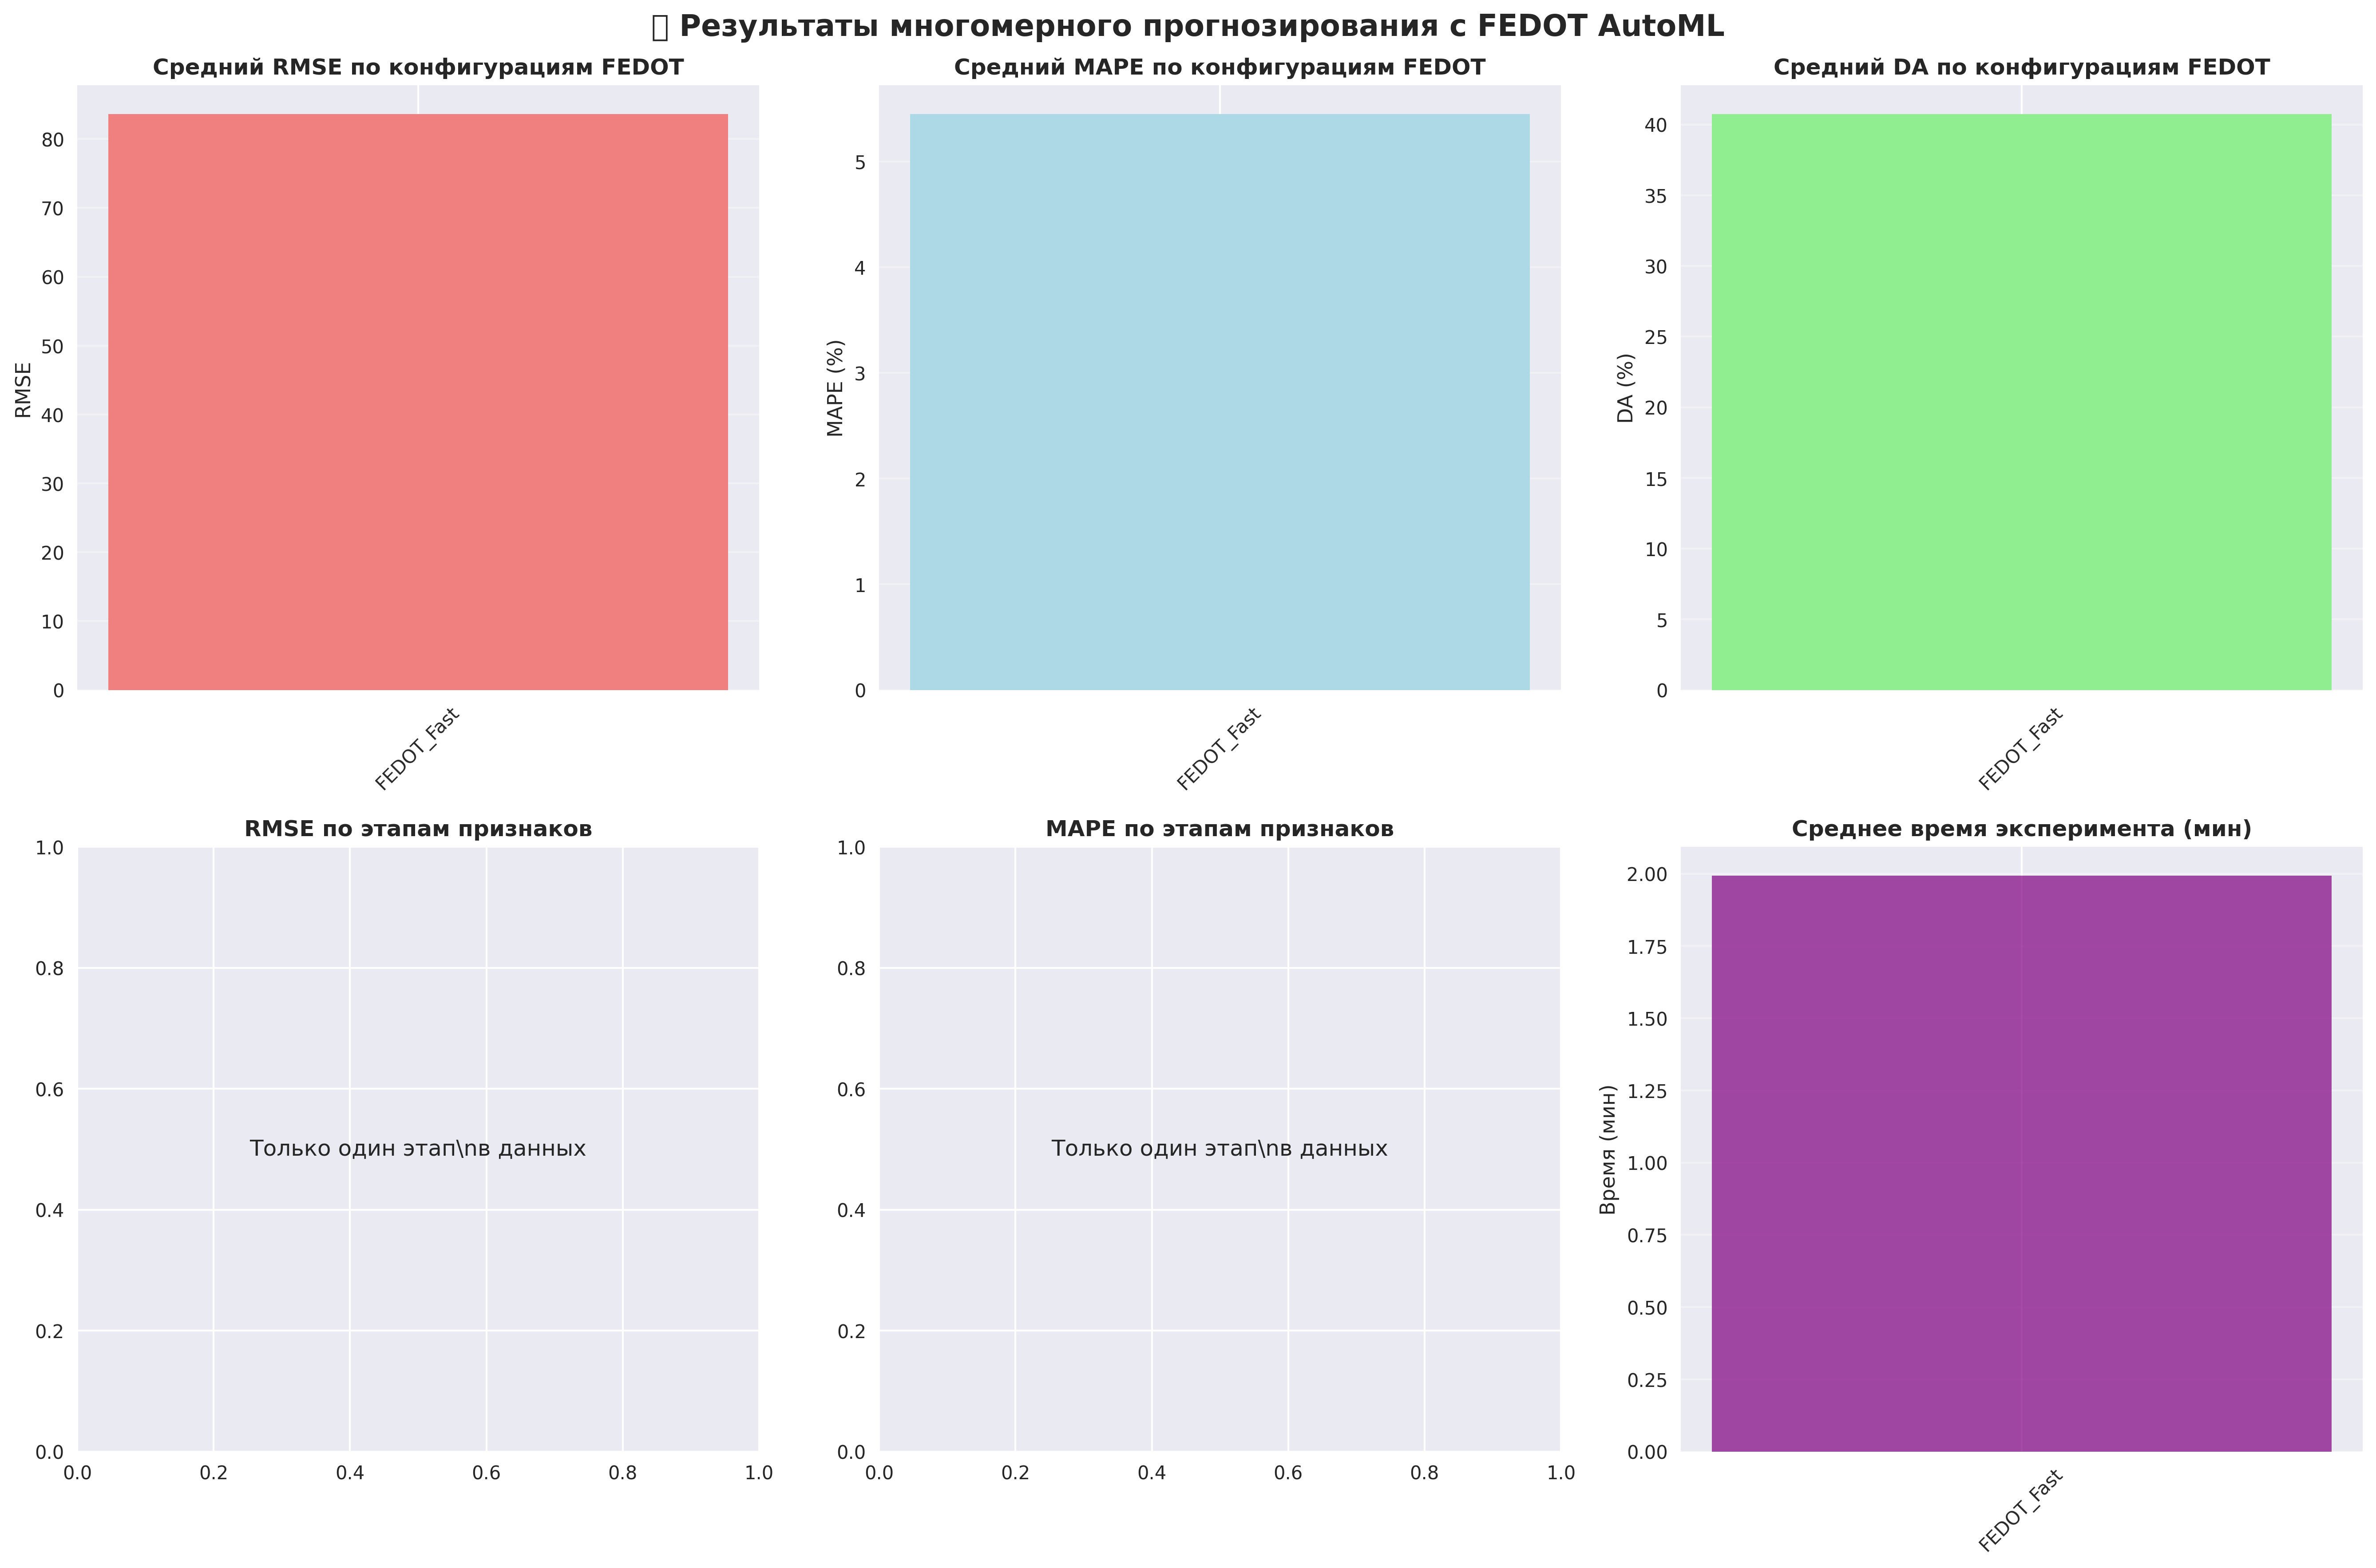 Результаты многомерного прогнозирования с FEDOT AutoML
Средний RMSE по конфигурациям FEDOT
RMSE
80
70
60
50
40
30
20
10
0
FEDOT_Fast
Средний MAPE по конфигурациям FEDOT
MAPE (%)
5
4
3
2
1
0
FEDOT_Fast
Средний DA по конфигурациям FEDOT
DA (%)
40
35
30
25
20
15
10
5
0
FEDOT_Fast
RMSE по этапам признаков
1.0
0.8
0.6
0.4
0.2
0.0
Только один этап\nв данных
0.0 0.2 0.4 0.6 0.8 1.0
MAPE по этапам признаков
1.0
0.8
0.6
0.4
0.2
0.0
Только один этап\nв данных
0.0 0.2 0.4 0.6 0.8 1.0
Среднее время эксперимента (мин)
Время (мин)
2.00
1.75
1.50
1.25
1.00
0.75
0.50
0.25
0.00
FEDOT_Fast